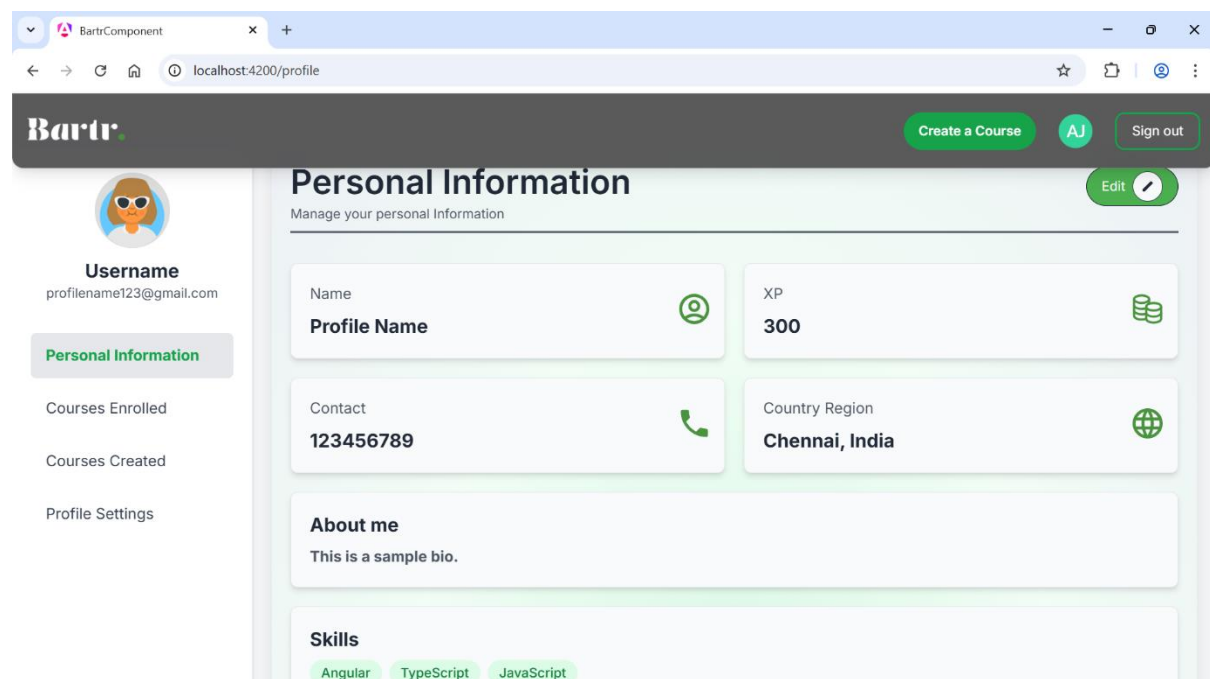 BartrComponent
localhost:4200/profile
Bartr.
Create a Course
AJ
Sign out
Username
profilename123@gmail.com
Personal Information
Courses Enrolled
Courses Created
Profile Settings
Personal Information
Manage your personal Information
Edit
Name
Profile Name
XP
300
Contact
123456789
Country Region
Chennai, India
About me
This is a sample bio.
Skills
Angular TypeScript JavaScript